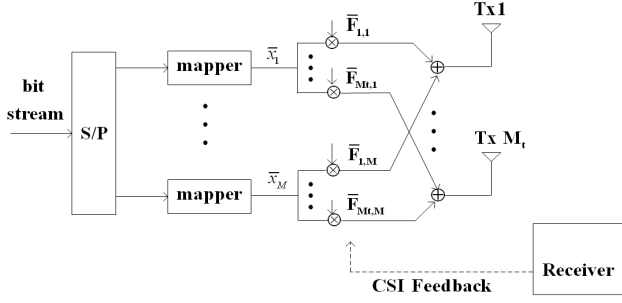 bit
stream
S/P
mapper
x̅₁
F̅₁,₁
F̅Mt,1
Tx1
mapper
x̅M
F̅1,M
F̅Mt,M
Tx Mt
CSI Feedback
Receiver